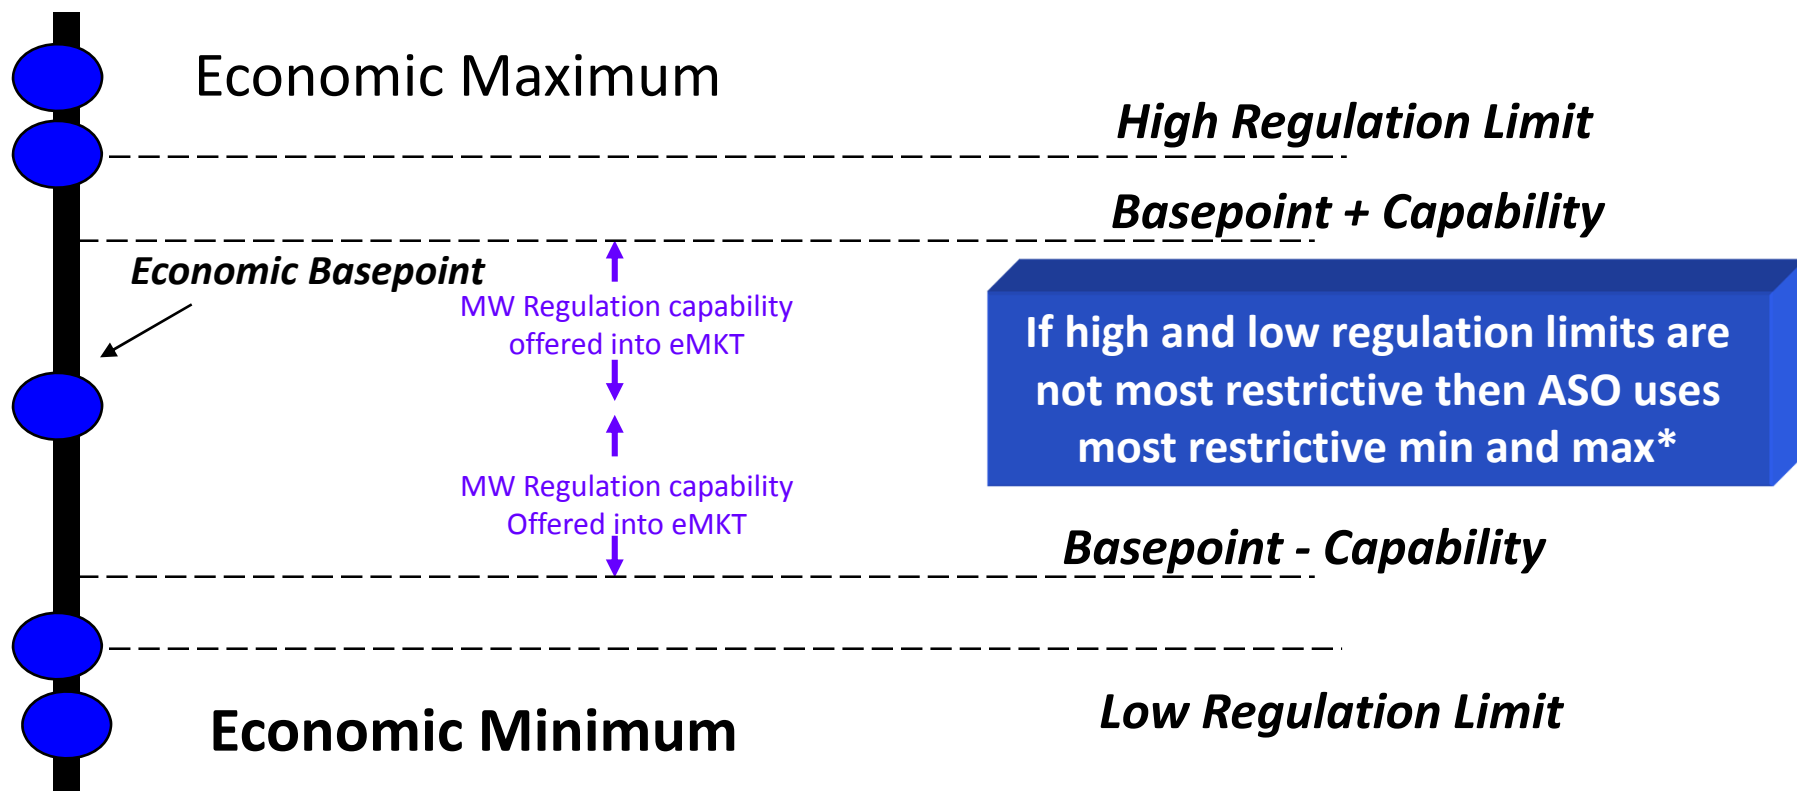 Economic Maximum
High Regulation Limit
Basepoint + Capability
Economic Basepoint
MW Regulation capability
offered into eMKT
If high and low regulation limits are
not most restrictive then ASO uses
most restrictive min and max*
MW Regulation capability
Offered into eMKT
Basepoint - Capability
Low Regulation Limit
Economic Minimum